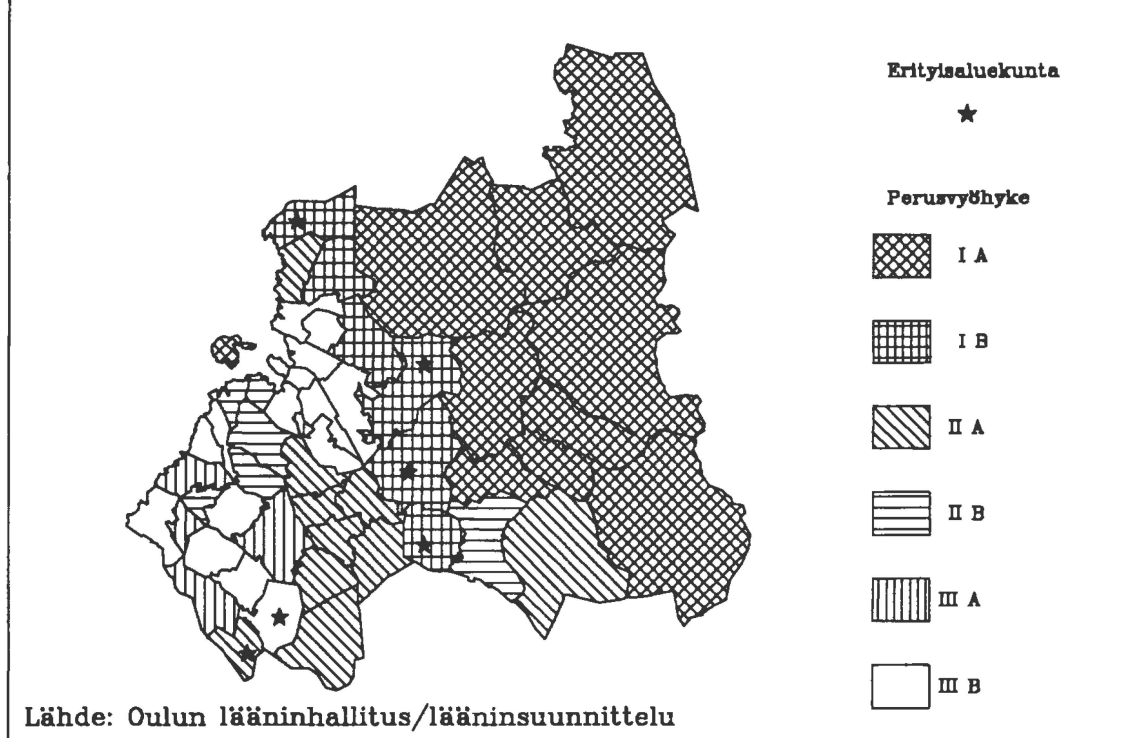 Erityisaluekunta
Perusvyöhyke
I A
I B
II A
II B
III A
III B
Lähde: Oulun lääninhallitus/lääninsuunnittelu